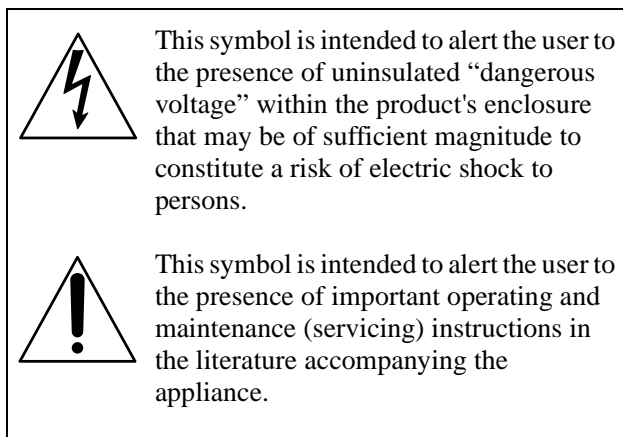 This symbol is intended to alert the user to
the presence of uninsulated “dangerous
voltage” within the product's enclosure
that may be of sufficient magnitude to
constitute a risk of electric shock to
persons.
This symbol is intended to alert the user to
the presence of important operating and
maintenance (servicing) instructions in
the literature accompanying the
appliance.